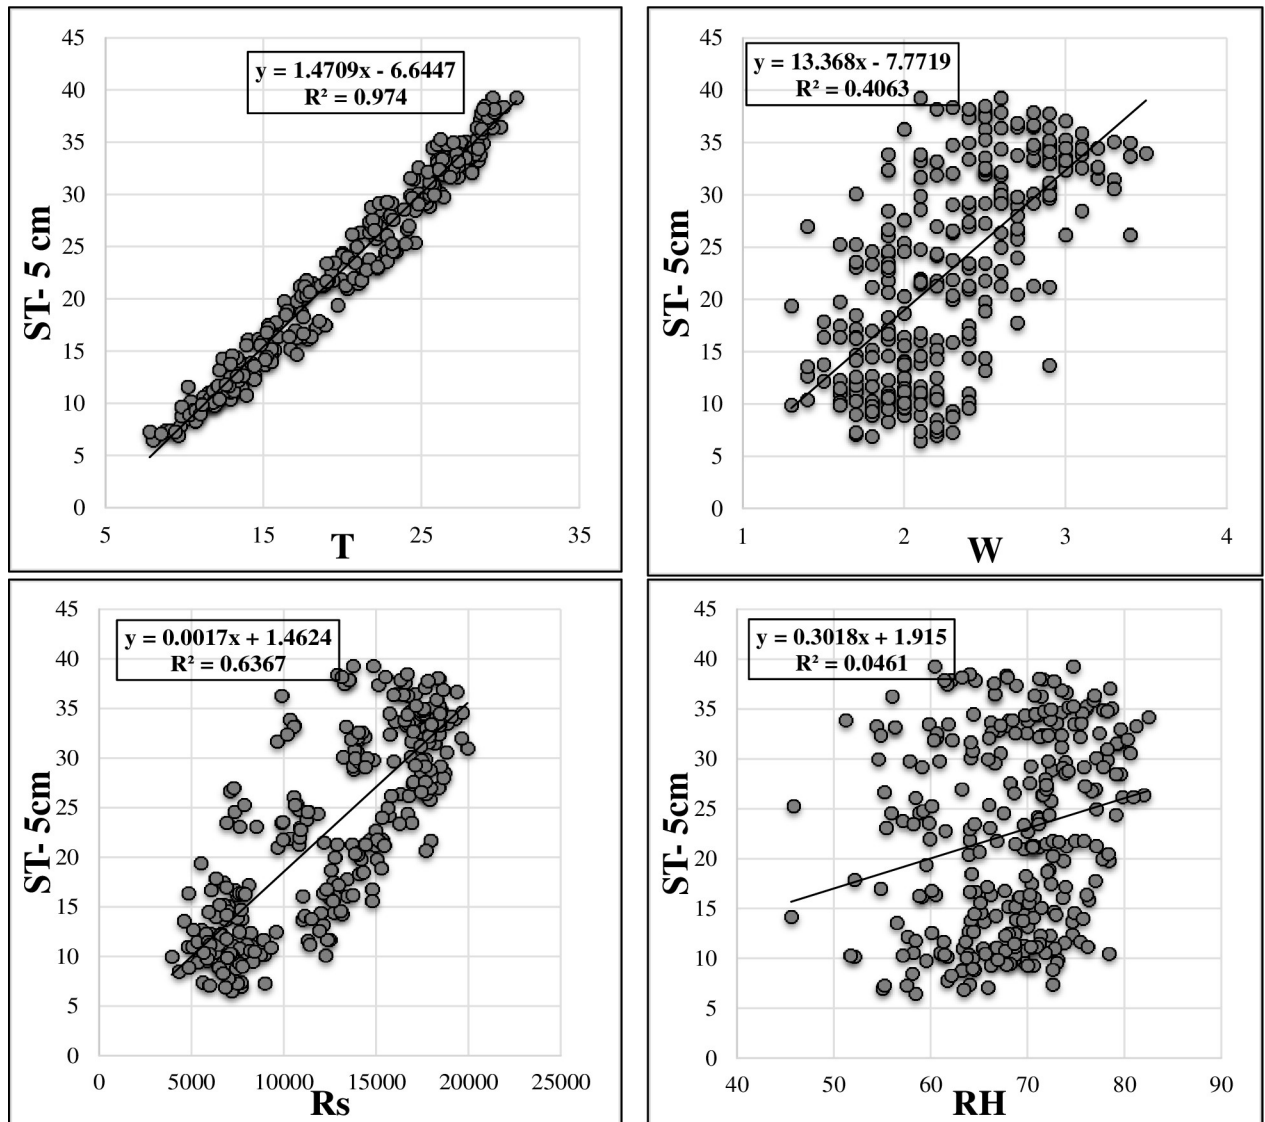 45
40
35
30
25
20
15
10
5
0
ST- 5 cm
y = 1.4709x - 6.6447
R² = 0.974
5 15 25 35
T
45
40
35
30
25
20
15
10
5
0
ST- 5cm
y = 13.368x - 7.7719
R² = 0.4063
1 2 3 4
W
45
40
35
30
25
20
15
10
5
0
ST- 5cm
y = 0.0017x + 1.4624
R² = 0.6367
0 5000 10000 15000 20000 25000
Rs
45
40
35
30
25
20
15
10
5
0
ST- 5cm
y = 0.3018x + 1.915
R² = 0.0461
40 50 60 70 80 90
RH